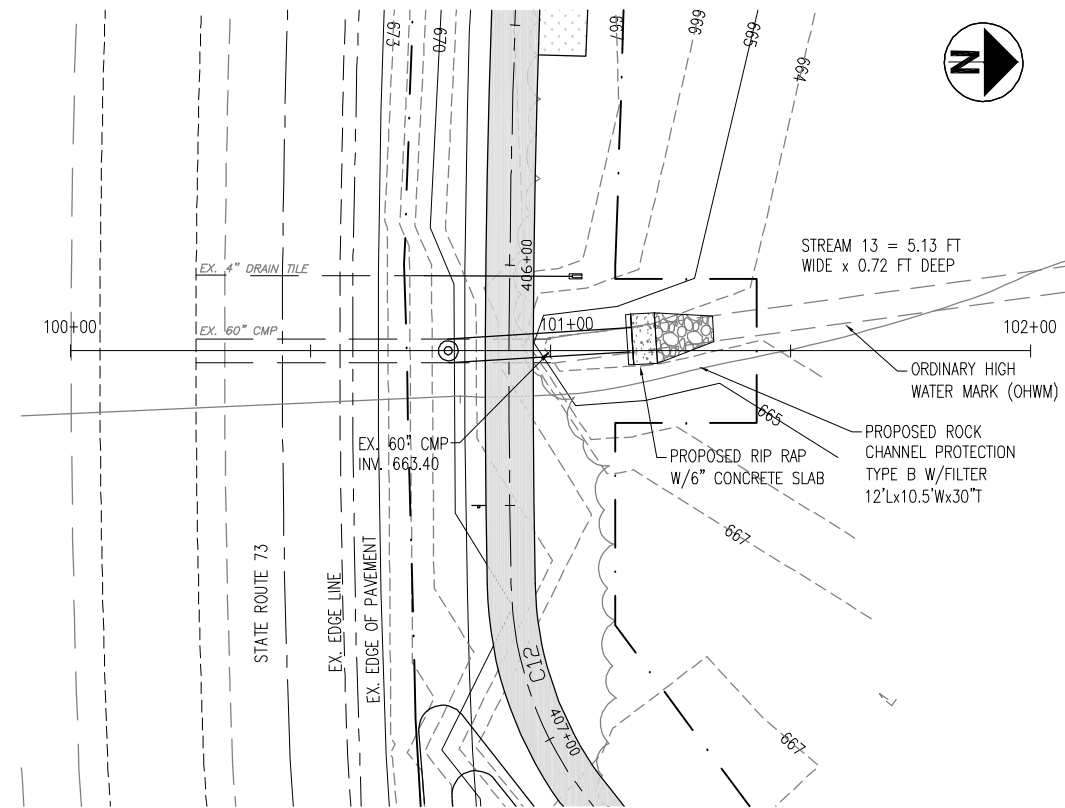 673
670
667
666
665
664
N
EX. 4" DRAIN TILE
406+00
STREAM 13 = 5.13 FT
WIDE x 0.72 FT DEEP
100+00
EX. 60" CMP
101+00
102+00
ORDINARY HIGH
WATER MARK (OHWM)
665
EX. 60" CMP
INV. 663.40
PROPOSED RIP RAP
W/6" CONCRETE SLAB
PROPOSED ROCK
CHANNEL PROTECTION
TYPE B W/FILTER
12'Lx10.5'Wx30"T
667
STATE ROUTE 73
EX. EDGE LINE
EX. EDGE OF PAVEMENT
C12
407+00
667